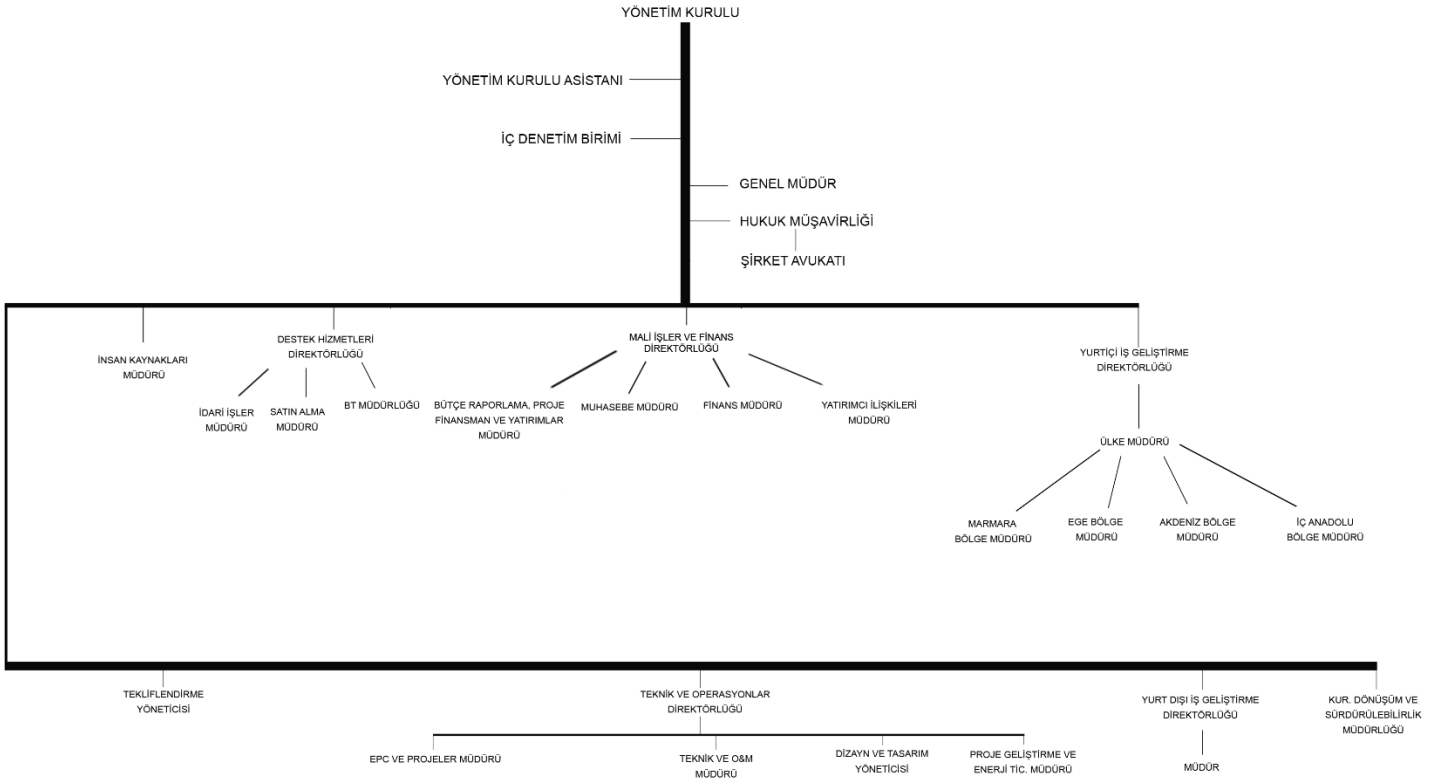 YÖNETİM KURULU
YÖNETİM KURULU ASİSTANI
İÇ DENETİM BİRİMİ
GENEL MÜDÜR
HUKUK MÜŞAVİRLİĞİ
ŞİRKET AVUKATI
İNSAN KAYNAKLARI
MÜDÜRÜ
DESTEK HİZMETLERİ
DİREKTÖRLÜĞÜ
İDARİ İŞLER
MÜDÜRÜ
SATIN ALMA
MÜDÜRÜ
BT MÜDÜRLÜĞÜ
MALİ İŞLER VE FİNANS
DİREKTÖRLÜĞÜ
BÜTÇE RAPORLAMA, PROJE
FİNANSMAN VE YATIRIMLAR
MÜDÜRÜ
MUHASEBE MÜDÜRÜ
FİNANS MÜDÜRÜ
YATIRIMCI İLİŞKİLERİ
MÜDÜRÜ
YURTİÇİ İŞ GELİŞTİRME
DİREKTÖRLÜĞÜ
ÜLKE MÜDÜRÜ
MARMARA
BÖLGE MÜDÜRÜ
EGE BÖLGE
MÜDÜRÜ
AKDENİZ BÖLGE
MÜDÜRÜ
İÇ ANADOLU
BÖLGE MÜDÜRÜ
TEKLİFLENDİRME
YÖNETİCİSİ
TEKNİK VE OPERASYONLAR
DİREKTÖRLÜĞÜ
EPC VE PROJELER MÜDÜRÜ
TEKNİK VE O&M
MÜDÜRÜ
DİZAYN VE TASARIM
YÖNETİCİSİ
PROJE GELİŞTİRME VE
ENERJİ TİC. MÜDÜRÜ
YURT DIŞI İŞ GELİŞTİRME
DİREKTÖRLÜĞÜ
MÜDÜR
KUR. DÖNÜŞÜM VE
SÜRDÜRÜLEBİLİRLİK
MÜDÜRLÜĞÜ